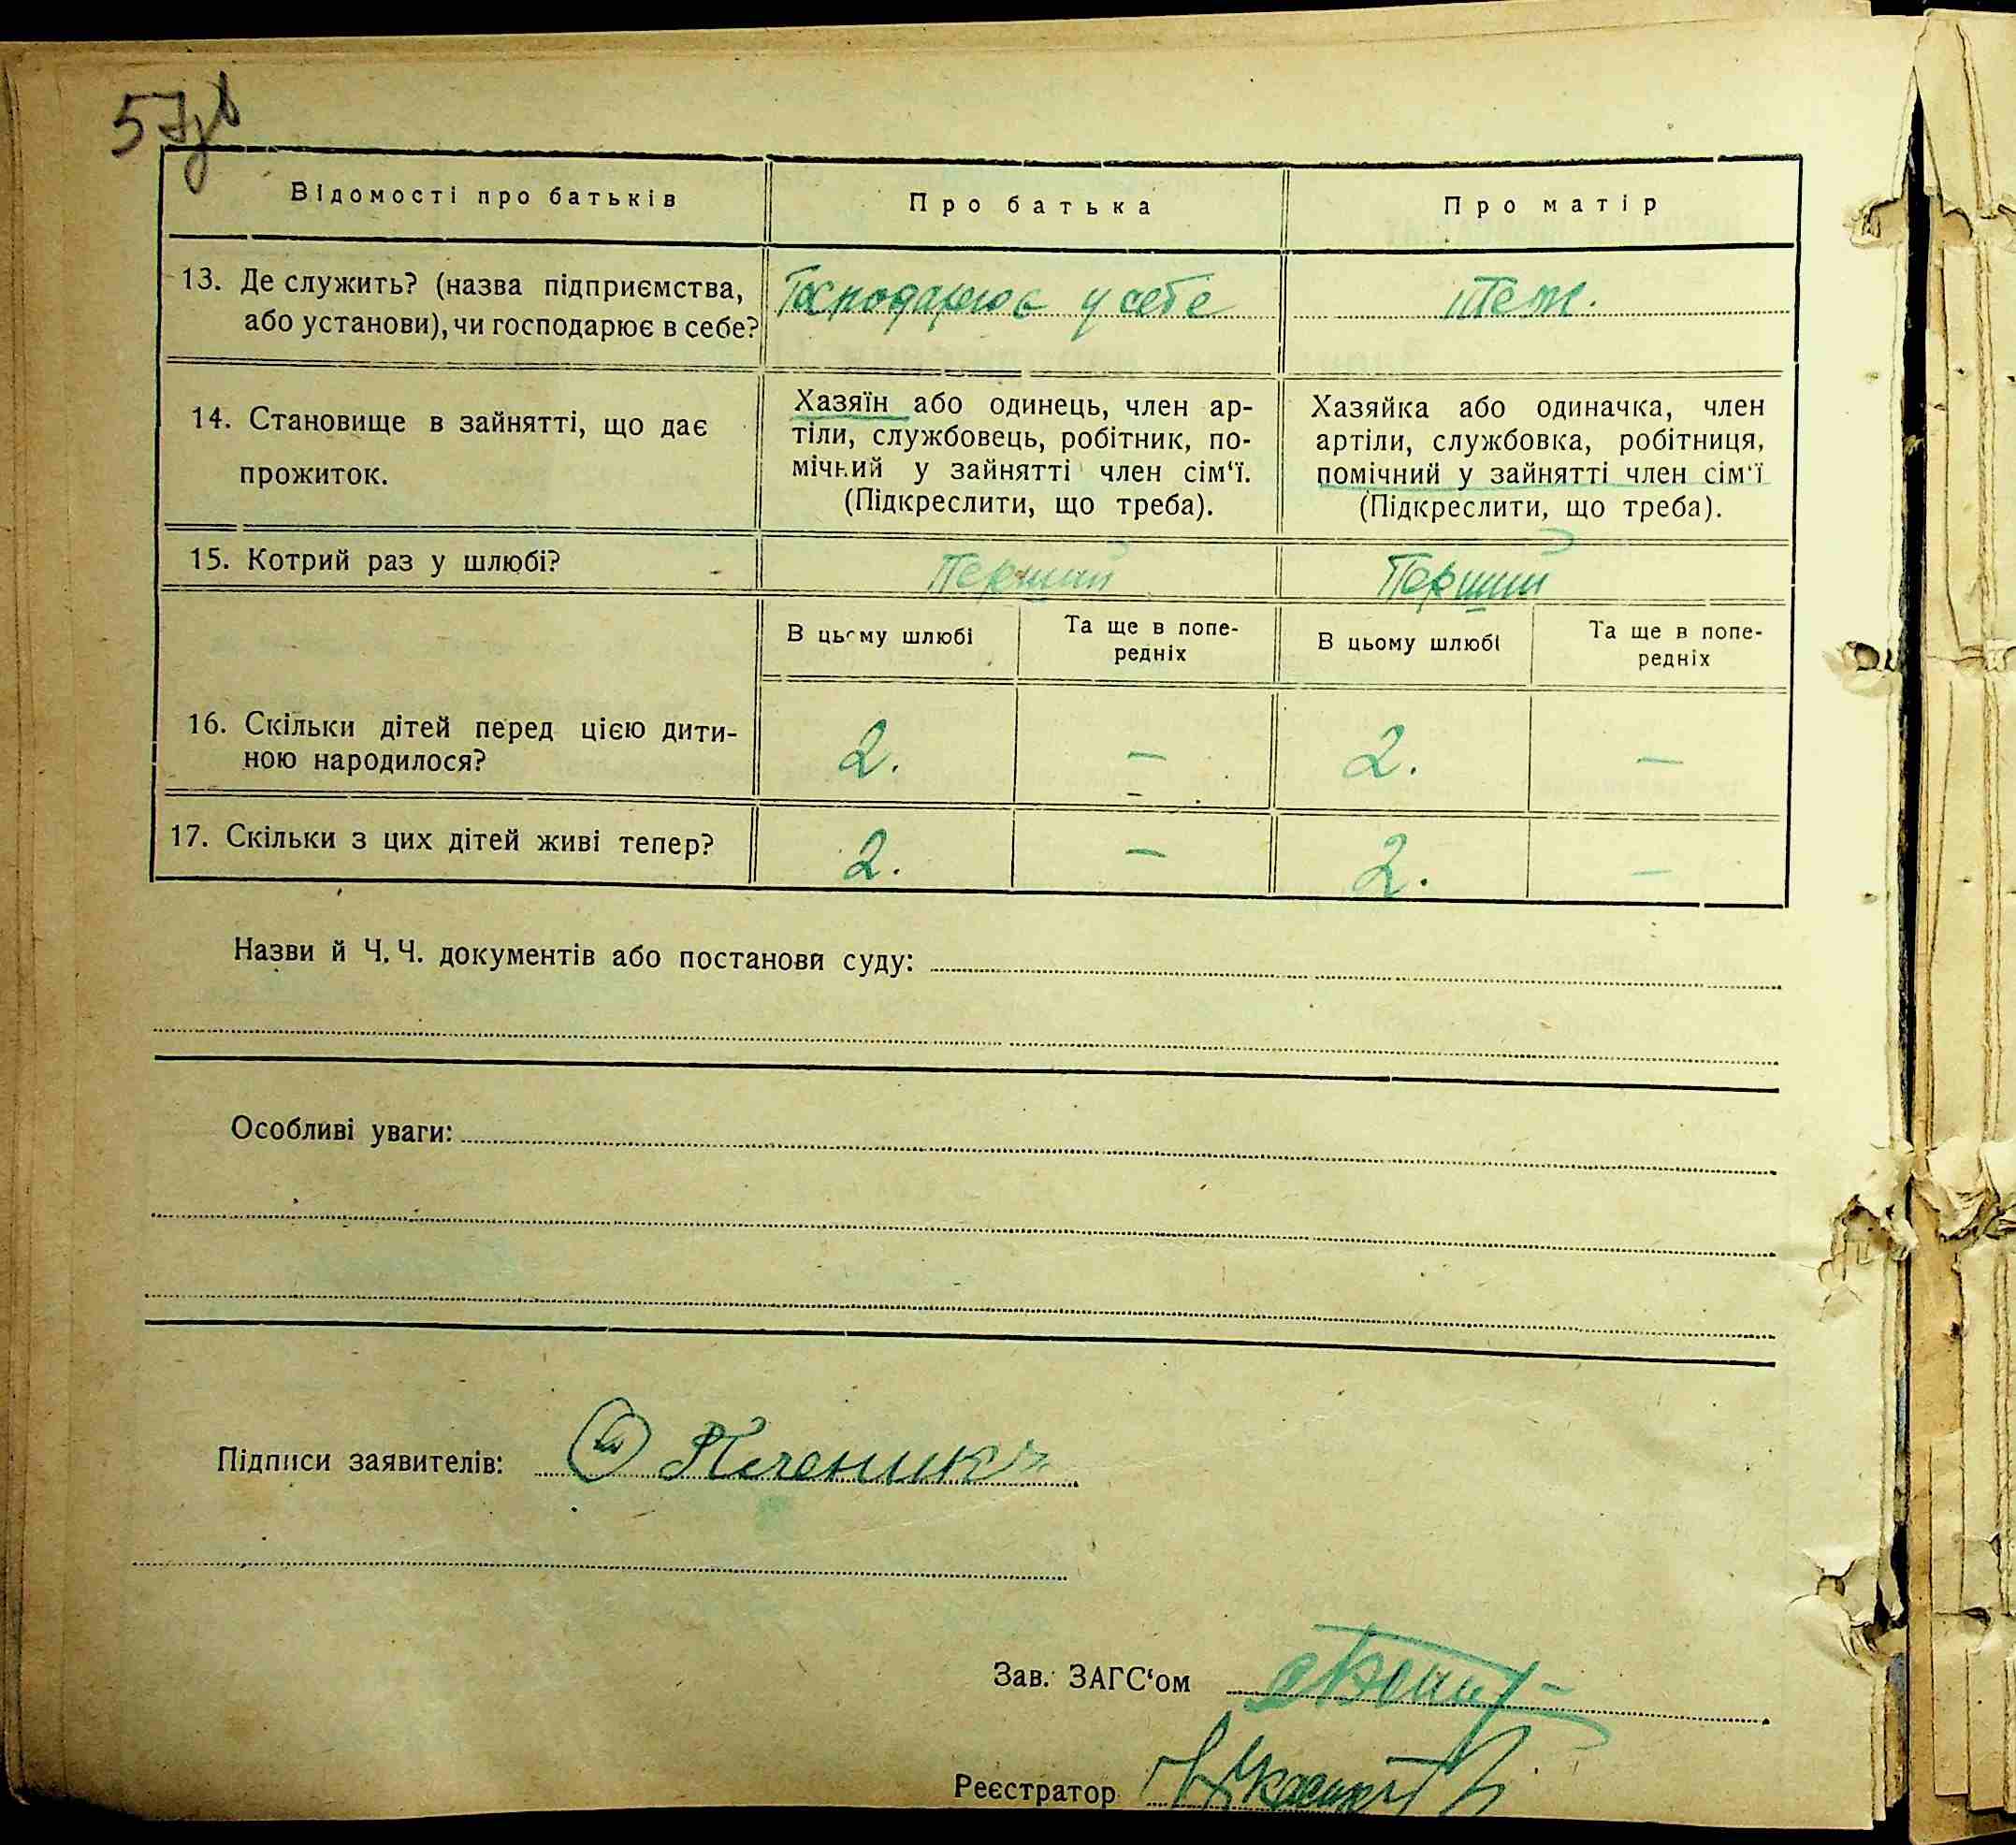 57
Відомості про батьків
Про батька
Про матір
13. Де служить? (назва підприємства,
або установи), чи господарює в себе?
Господарює у себе
Теж.
14. Становище в зайнятті, що дає
прожиток.
Хазяїн або одинець, член ар-
тіли, службовець, робітник, по-
мічний у зайнятті член сім‘ї.
(Підкреслити, що треба).
Хазяйка або одиначка, член
артіли, службовка, робітниця,
помічний у зайнятті член сім‘ї
(Підкреслити, що треба).
15. Котрий раз у шлюбі?
Перший
Перший
В цьому шлюбі
Та ще в попе-
редніх
В цьому шлюбі
Та ще в попе-
редніх
16. Скільки дітей перед цією дити-
ною народилося?
2.
–
2.
–
17. Скільки з цих дітей живі тепер?
2.
–
2.
–
Назви й Ч. Ч. документів або постанови суду:
Особливі уваги:
Підписи заявителів:
Зав. ЗАГС‘ом
Реєстратор